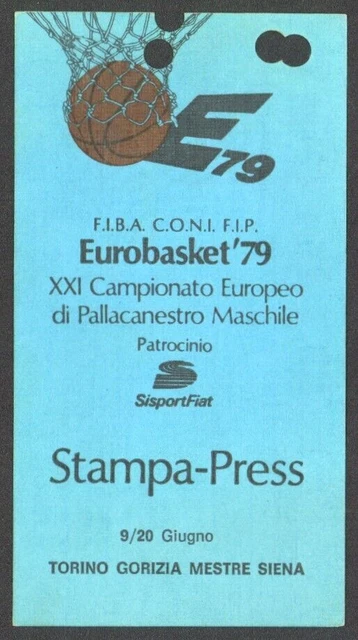 E79
F.I.B.A. C.O.N.I. F.I.P.
Eurobasket'79
XXI Campionato Europeo
di Pallacanestro Maschile
Patrocinio
SisportFiat
Stampa-Press
9/20 Giugno
TORINO GORIZIA MESTRE SIENA